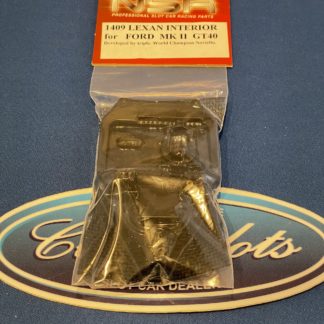 NSR
PROFESSIONAL SLOT CAR RACING PARTS
1409 LEXAN INTERIOR
for FORD MK II GT40
Developed by triple World Champion
SLOT CAR DEALER